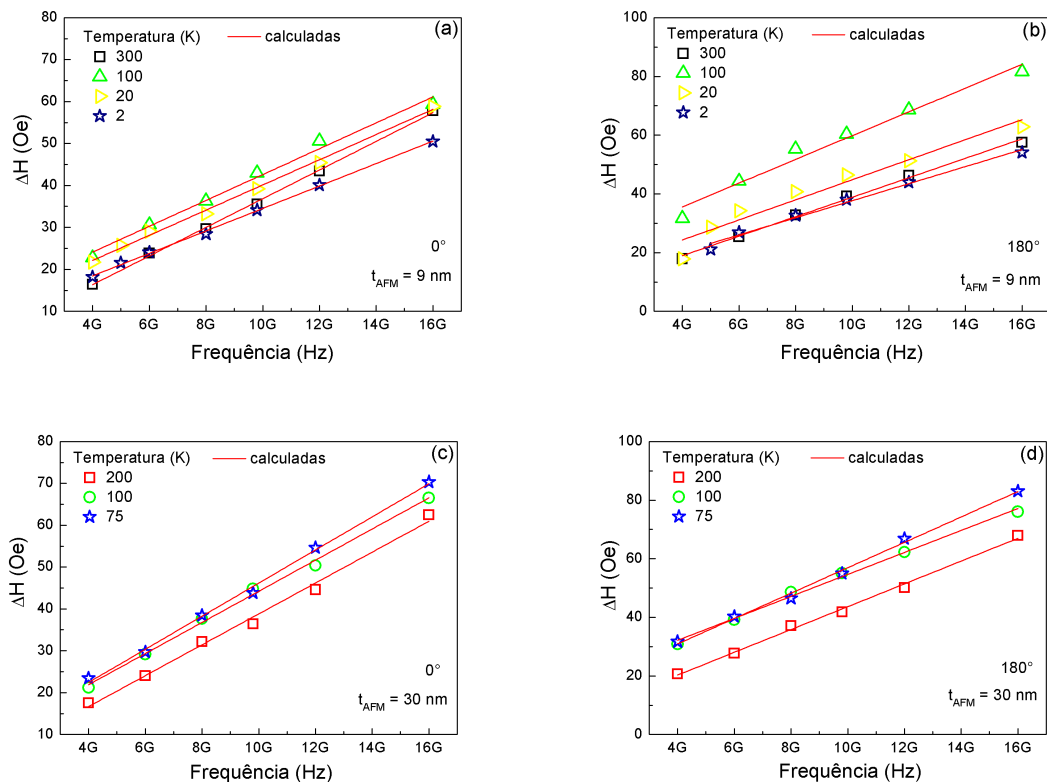 80
70
60
50
40
30
20
10
ΔH (Oe)
Temperatura (K)
300
100
20
2
calculadas
(a)
0°
t_AFM = 9 nm
4G 6G 8G 10G 12G 14G 16G
Frequência (Hz)
100
80
60
40
20
0
ΔH (Oe)
Temperatura (K)
300
100
20
2
calculadas
(b)
180°
t_AFM = 9 nm
4G 6G 8G 10G 12G 14G 16G
Frequência (Hz)
80
70
60
50
40
30
20
10
ΔH (Oe)
Temperatura (K)
200
100
75
calculadas
(c)
0°
t_AFM = 30 nm
4G 6G 8G 10G 12G 14G 16G
Frequência (Hz)
100
80
60
40
20
0
ΔH (Oe)
Temperatura (K)
200
100
75
calculadas
(d)
180°
t_AFM = 30 nm
4G 6G 8G 10G 12G 14G 16G
Frequência (Hz)